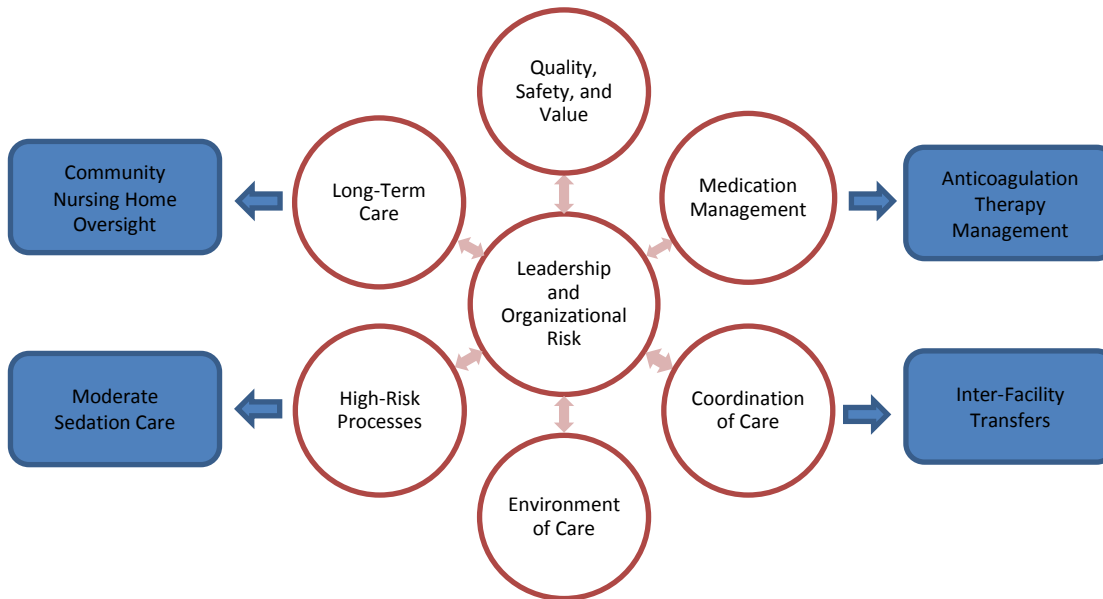 Quality,
Safety, and
Value
Community
Nursing Home
Oversight
Long-Term
Care
Medication
Management
Anticoagulation
Therapy
Management
Leadership
and
Organizational
Risk
Moderate
Sedation Care
High-Risk
Processes
Coordination
of Care
Inter-Facility
Transfers
Environment
of Care